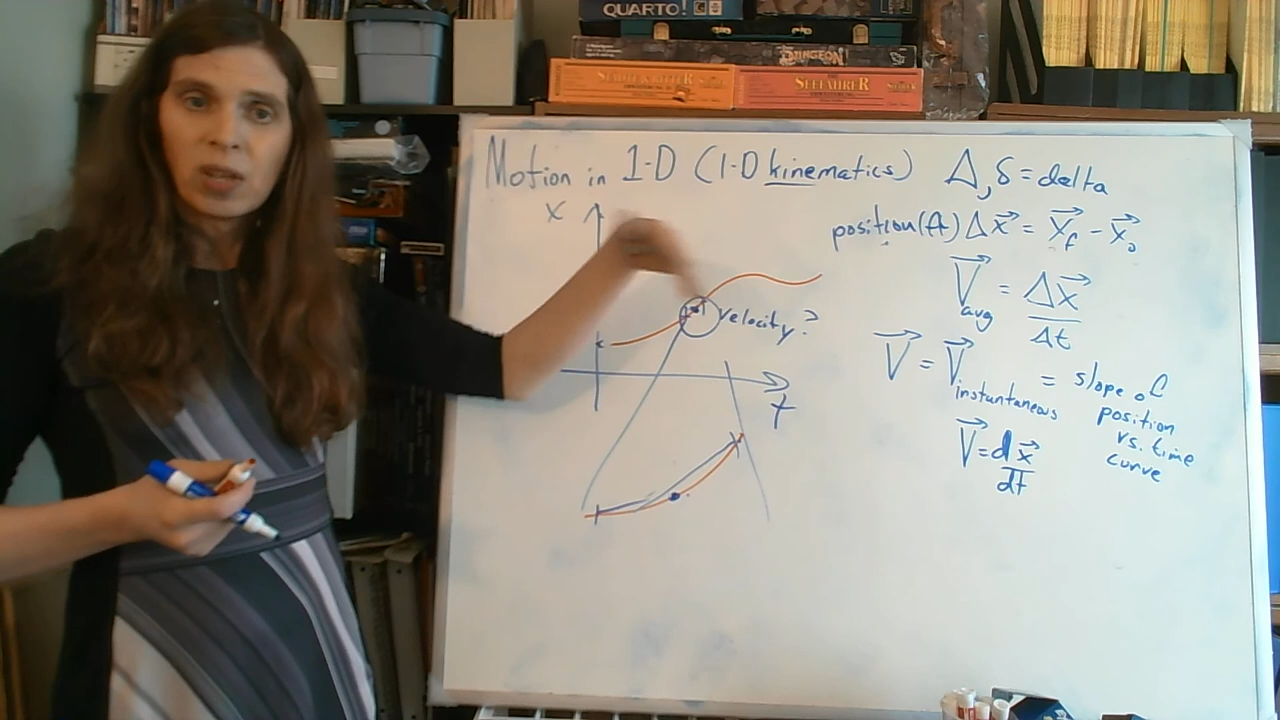 QUARTO!
DUNGEON!
SEEFAHRER
Motion in 1-D (1-D kinematics) Δ, δ = delta
x
position(t) Δx⃗ = x⃗f - x⃗o
V⃗avg = Δx⃗/Δt
velocity?
V⃗ = V⃗instantaneous = slope of
position
vs. time
curve
t
V⃗ = dx⃗/dt